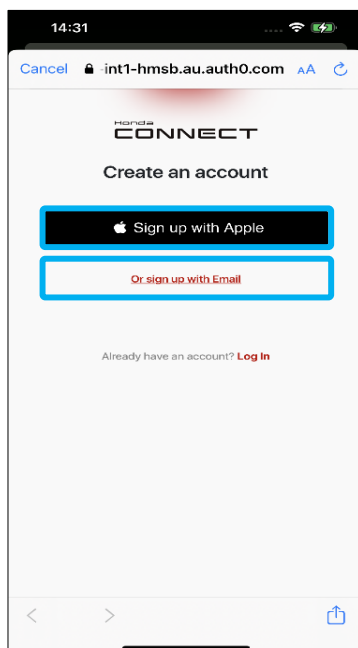 14:31
Cancel -int1-hmsb.au.auth0.com AA
Honda
CONNECT
Create an account
Sign up with Apple
Or sign up with Email
Already have an account? Log In